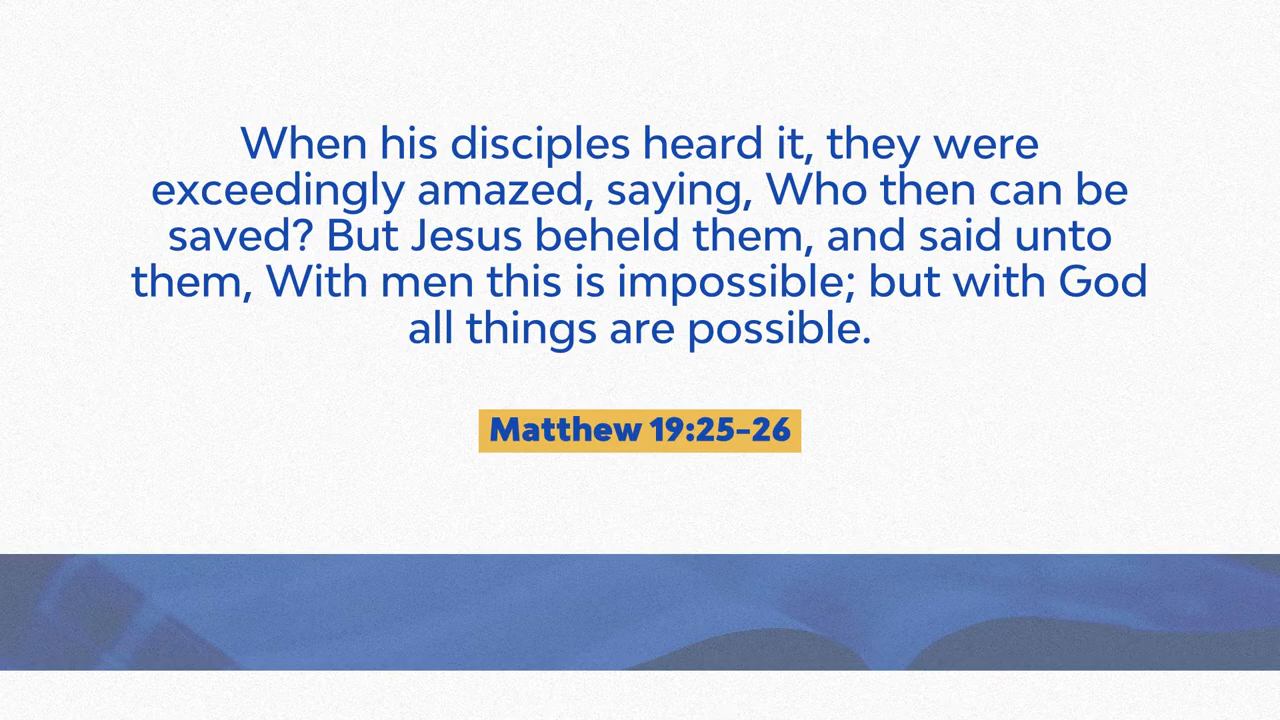 When his disciples heard it, they were
exceedingly amazed, saying, Who then can be
saved? But Jesus beheld them, and said unto
them, With men this is impossible; but with God
all things are possible.
Matthew 19:25–26